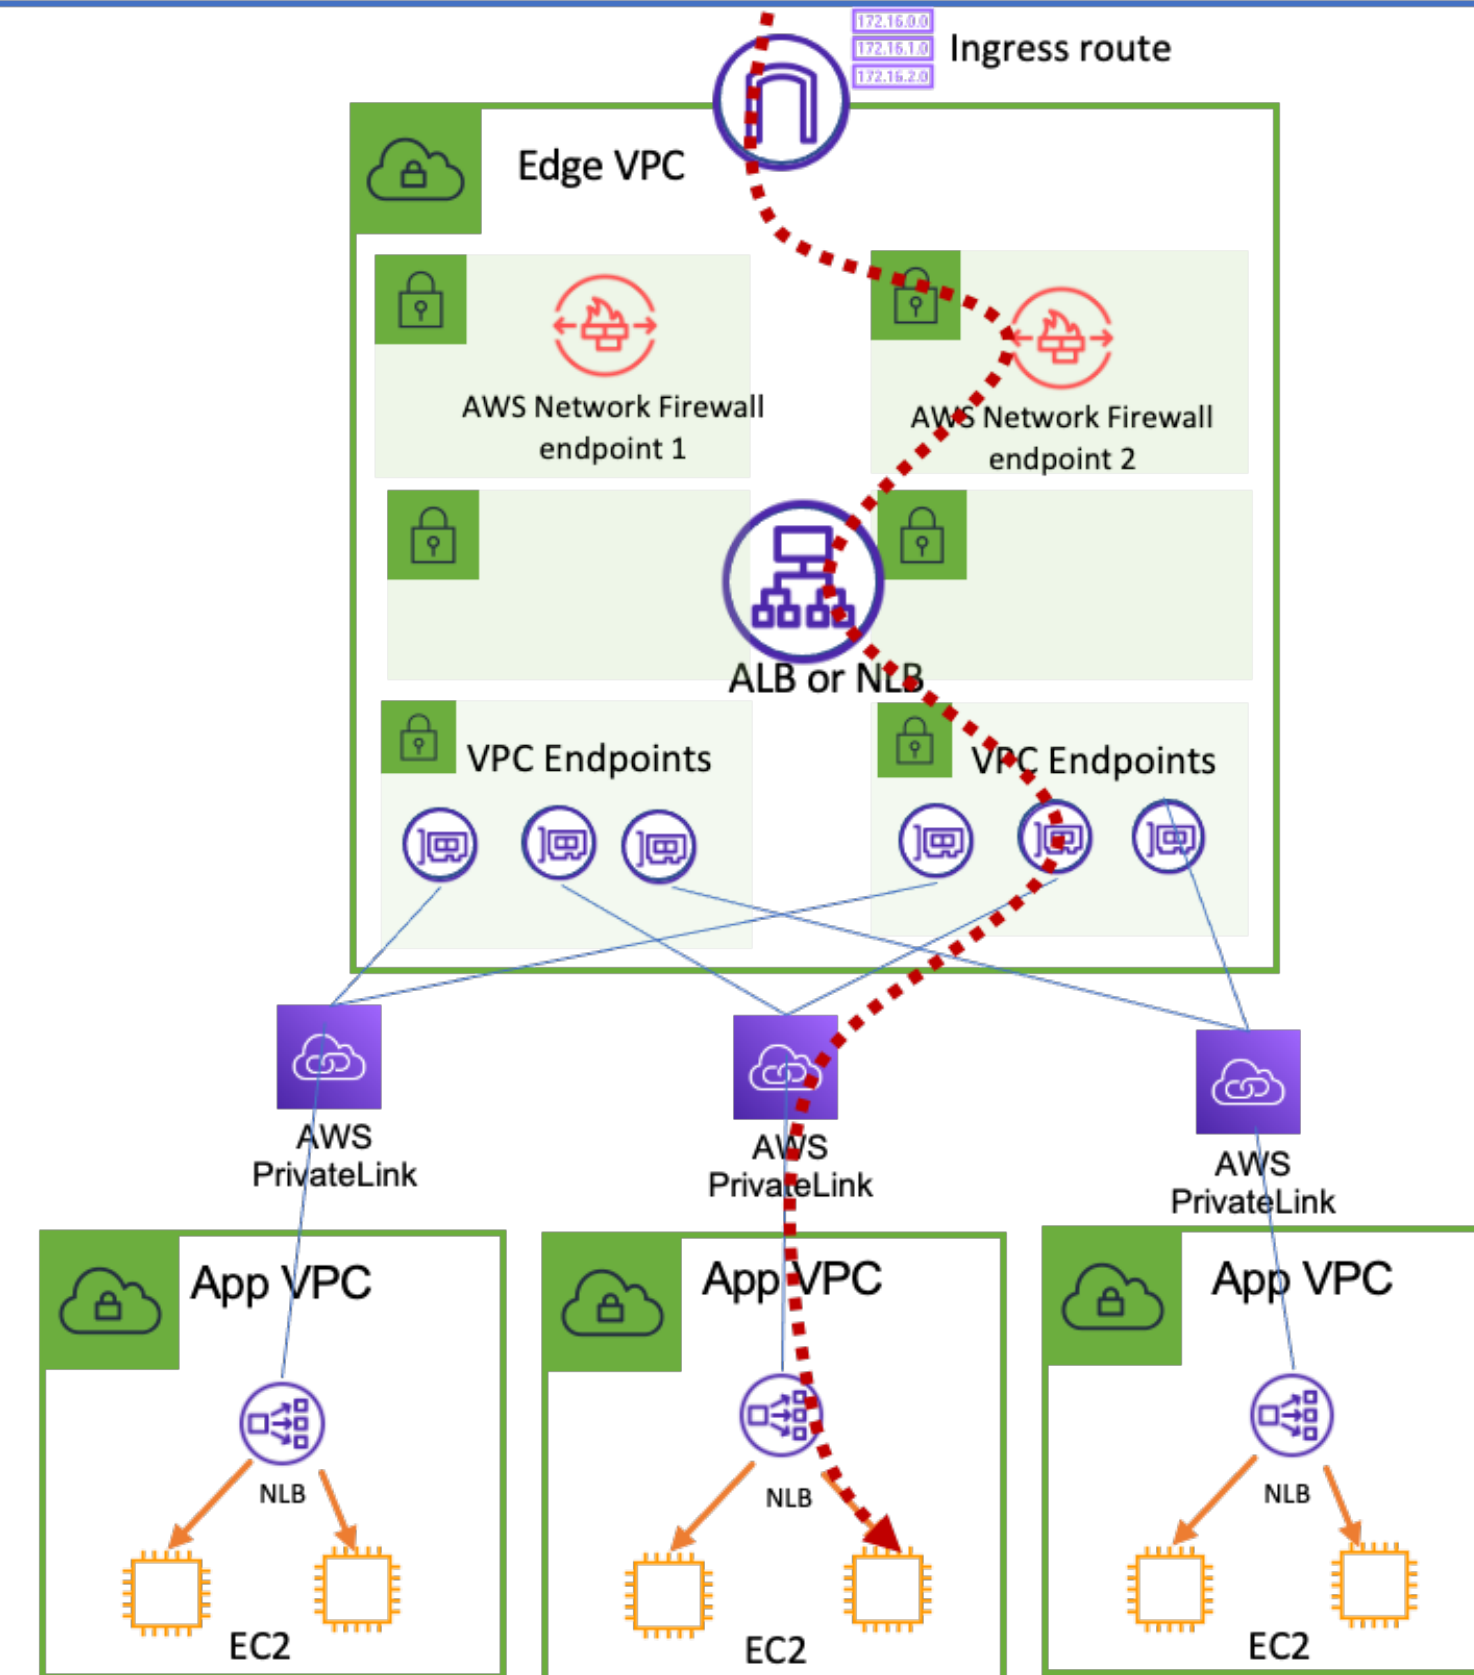 172.16.0.0
172.16.1.0
172.16.2.0
Ingress route
Edge VPC
AWS Network Firewall
endpoint 1
AWS Network Firewall
endpoint 2
ALB or NLB
VPC Endpoints
VPC Endpoints
AWS
PrivateLink
AWS
PrivateLink
AWS
PrivateLink
App VPC
App VPC
App VPC
NLB
NLB
NLB
EC2
EC2
EC2